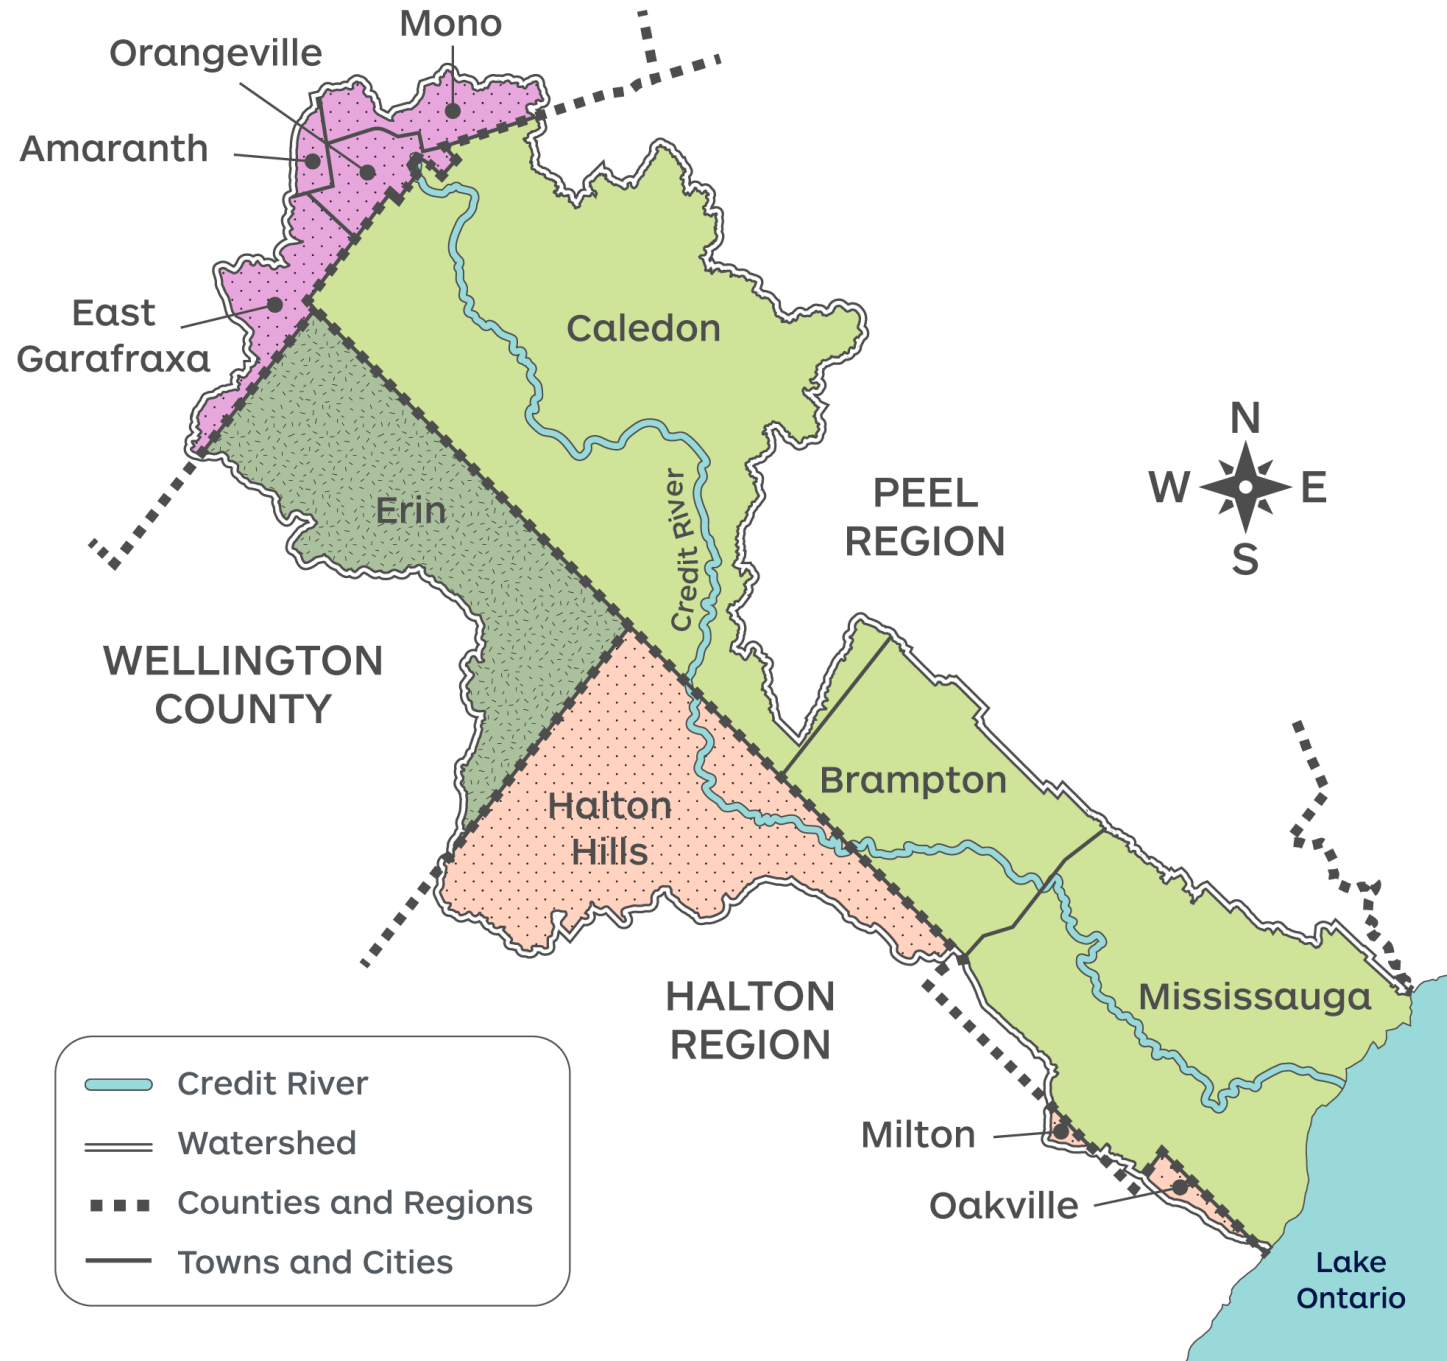 Mono
Orangeville
Amaranth
East
Garafraxa
Caledon
Erin
Credit River
PEEL
REGION
N
W E
S
WELLINGTON
COUNTY
Brampton
Halton
Hills
Mississauga
HALTON
REGION
Milton
Oakville
Lake
Ontario
Credit River
Watershed
Counties and Regions
Towns and Cities